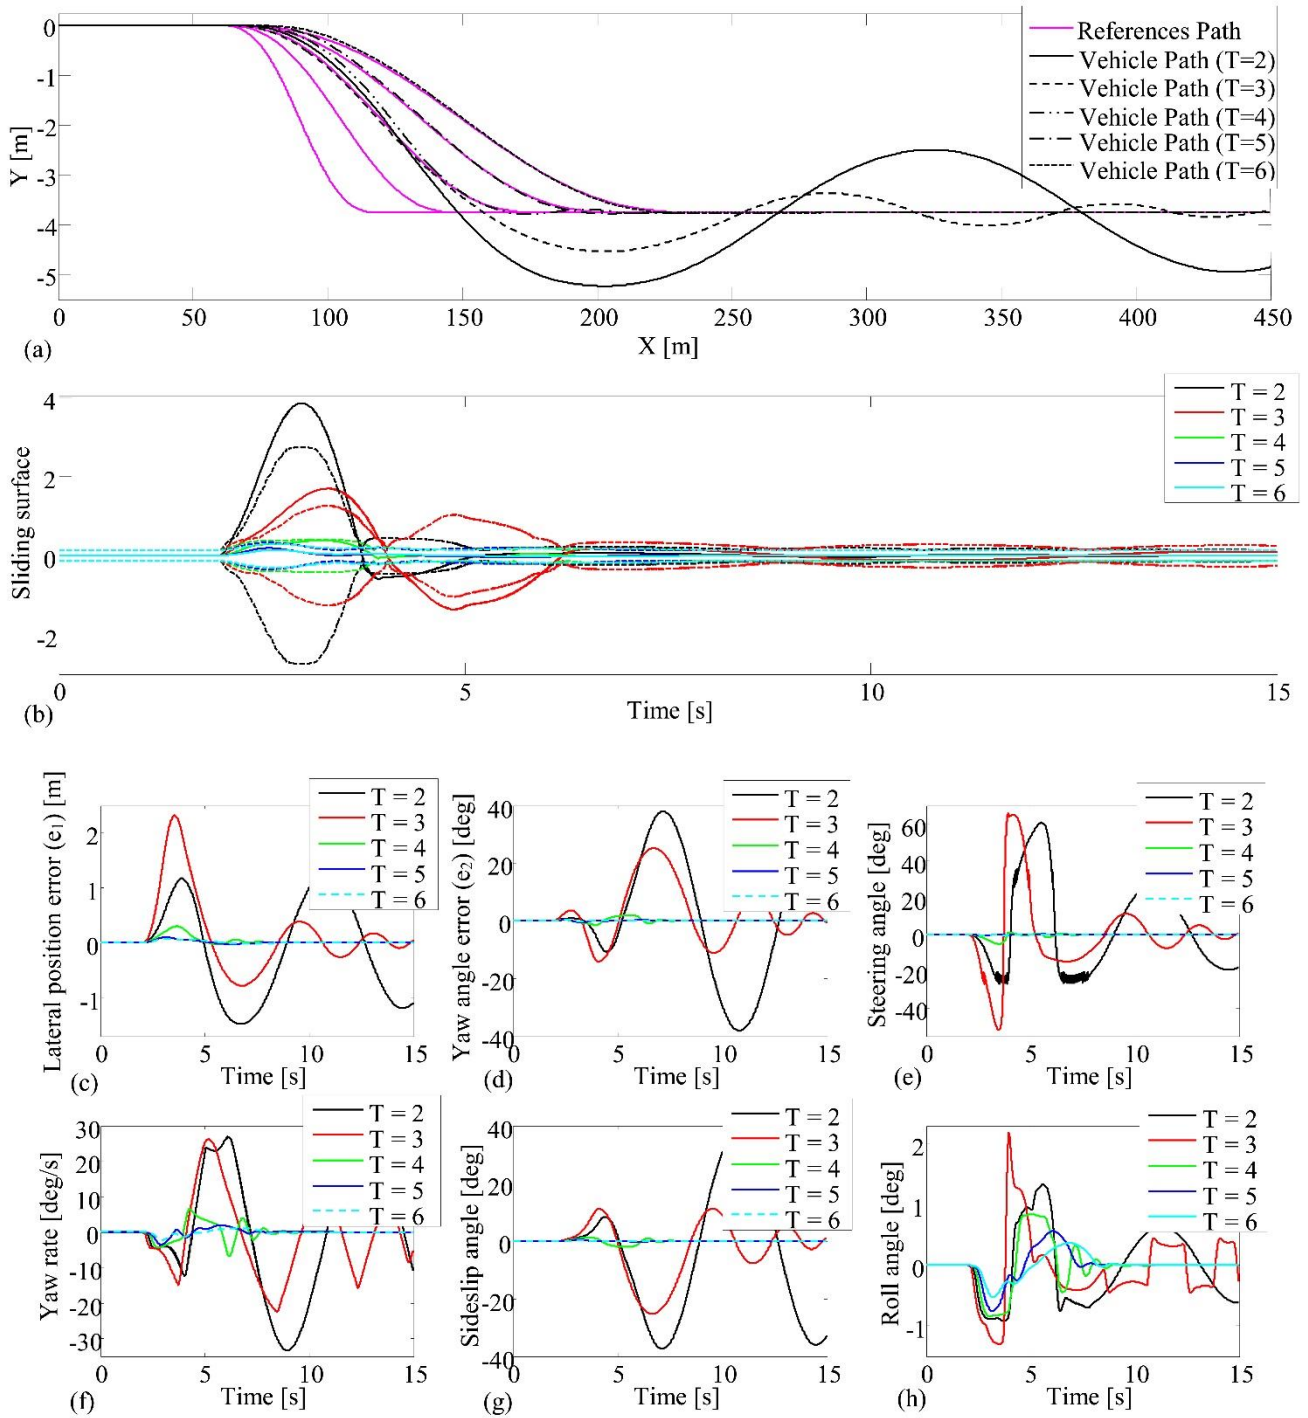 0
-1
-2
-3
-4
-5
Y [m]
References Path
Vehicle Path (T=2)
Vehicle Path (T=3)
Vehicle Path (T=4)
Vehicle Path (T=5)
Vehicle Path (T=6)
0 50 100 150 200 250 300 350 400 450
X [m]
(a)
4
2
0
-2
Sliding surface
T = 2
T = 3
T = 4
T = 5
T = 6
0 5 10 15
Time [s]
(b)
Lateral position error (e₁) [m]
2
1
0
-1
T = 2
T = 3
T = 4
T = 5
T = 6
0 5 10 15
Time [s]
(c)
Yaw angle error (e₂) [deg]
40
20
0
-20
-40
T = 2
T = 3
T = 4
T = 5
T = 6
0 5 10 15
Time [s]
(d)
Steering angle [deg]
60
40
20
0
-20
-40
T = 2
T = 3
T = 4
T = 5
T = 6
0 5 10 15
Time [s]
(e)
Yaw rate [deg/s]
30
20
10
0
-10
-20
-30
T = 2
T = 3
T = 4
T = 5
T = 6
0 5 10 15
Time [s]
(f)
Sideslip angle [deg]
40
20
0
-20
-40
T = 2
T = 3
T = 4
T = 5
T = 6
0 5 10 15
Time [s]
(g)
Roll angle [deg]
2
1
0
-1
T = 2
T = 3
T = 4
T = 5
T = 6
0 5 10 15
Time [s]
(h)